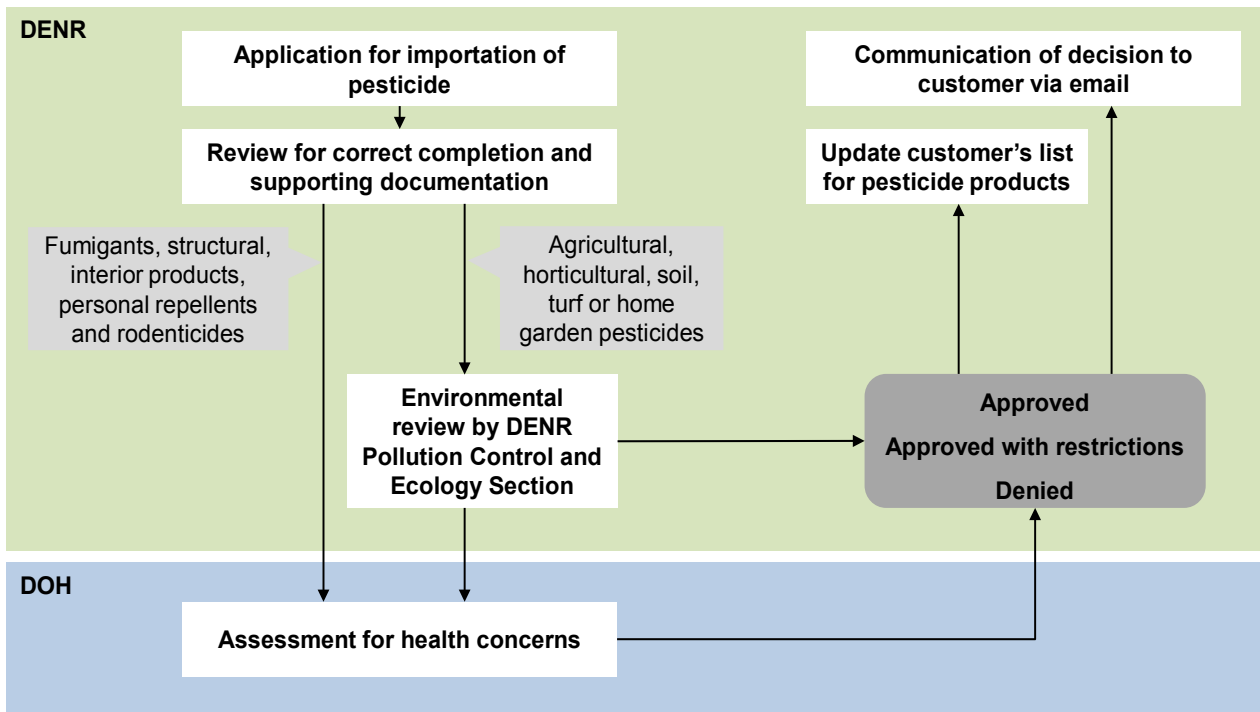 DENR
Application for importation of
pesticide
Communication of decision to
customer via email
Review for correct completion and
supporting documentation
Update customer's list
for pesticide products
Fumigants, structural,
interior products,
personal repellents
and rodenticides
Agricultural,
horticultural, soil,
turf or home
garden pesticides
Environmental
review by DENR
Pollution Control and
Ecology Section
Approved
Approved with restrictions
Denied
DOH
Assessment for health concerns